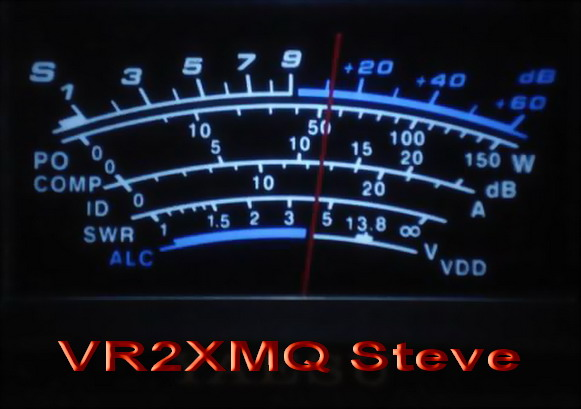 S 1 3 5 7 9 +20 +40 +60 dB
PO 0 10 50 100 150 W
COMP 0 5 10 15 20 dB
ID 0 10 20 A
SWR 1 1.5 2 3 5 ∞
ALC 13.8 V VDD
VR2XMQ Steve